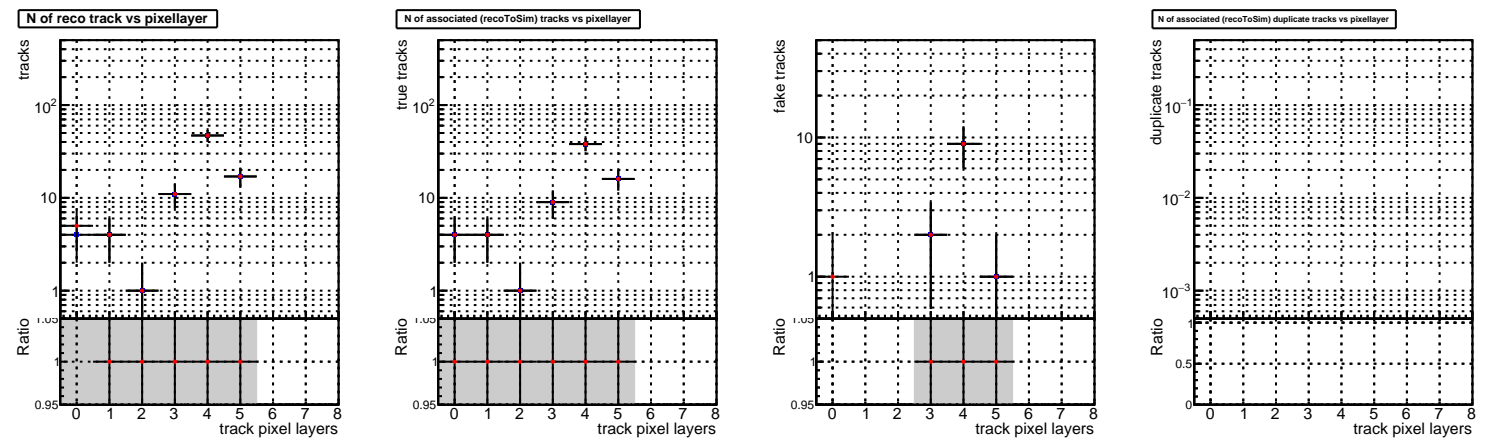 N of reco track vs pixellayer
tracks
10²
10
1
Ratio
1.05
1
0.95
0 1 2 3 4 5 6 7 8
track pixel layers
N of associated (recoToSim) tracks vs pixellayer
true tracks
10²
10
1
Ratio
1.05
1
0.95
0 1 2 3 4 5 6 7 8
track pixel layers
fake tracks
10
1
Ratio
1.05
1
0.95
0 1 2 3 4 5 6 7 8
track pixel layers
N of associated (recoToSim) duplicate tracks vs pixellayer
duplicate tracks
10⁻¹
10⁻²
10⁻³
Ratio
1
0.5
0
0 1 2 3 4 5 6 7 8
track pixel layers